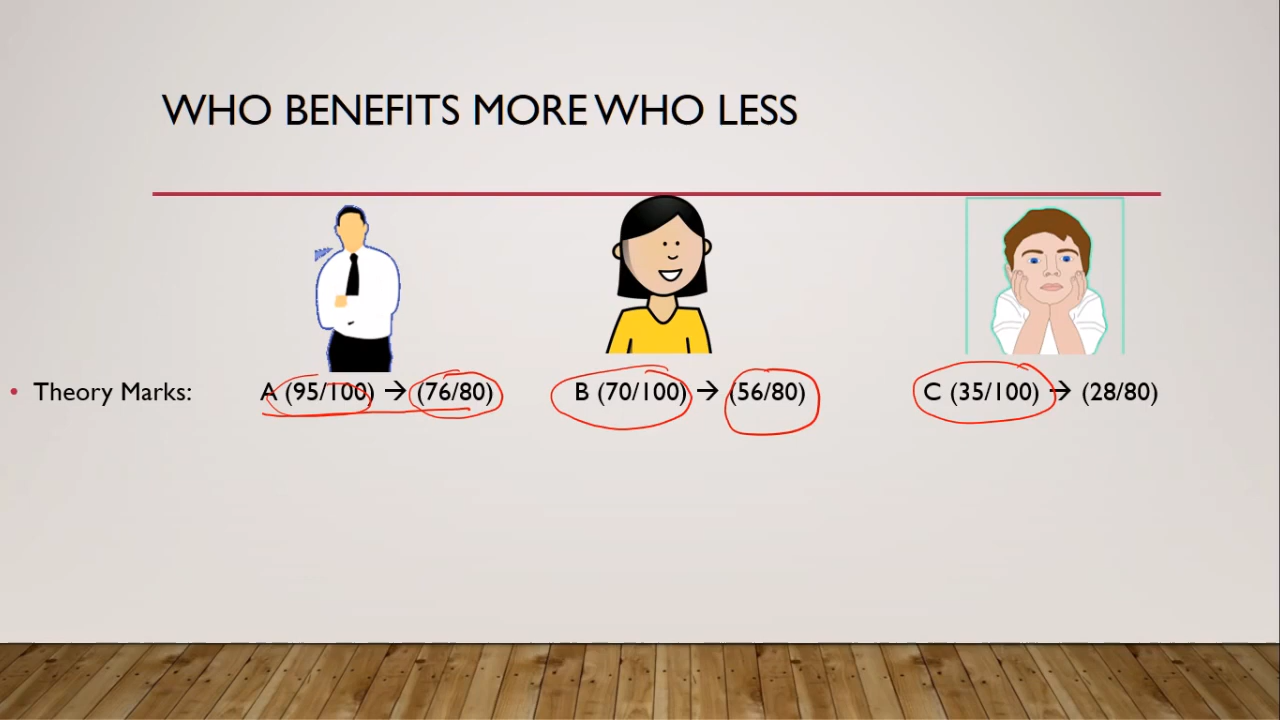 WHO BENEFITS MORE WHO LESS
• Theory Marks: A (95/100) → (76/80) B (70/100) → (56/80) C (35/100) → (28/80)